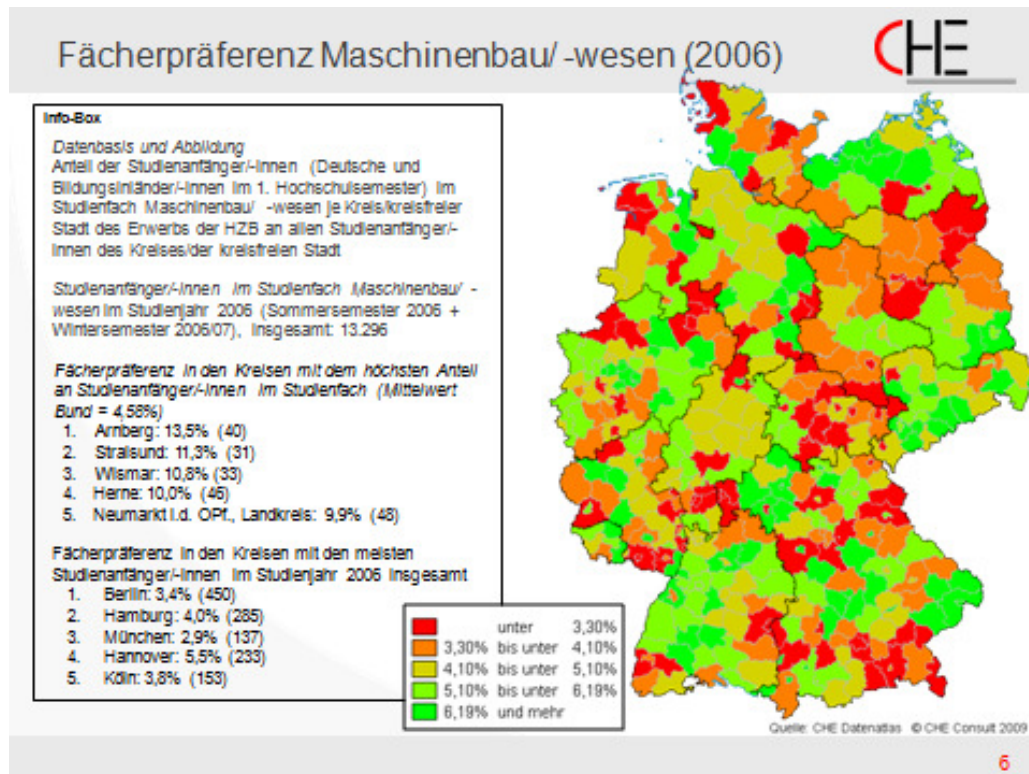 Fächerpräferenz Maschinenbau/ -wesen (2006)
CHE
Info-Box
Datenbasis und Abbildung
Anteil der Studienanfänger/-innen (Deutsche und
Bildungsinländer/-innen im 1. Hochschulsemester) im
Studienfach Maschinenbau/ -wesen je Kreis/kreisfreier
Stadt des Erwerbs der HZB an allen Studienanfänger/-
innen des Kreises/der kreisfreien Stadt
Studienanfänger/-innen im Studienfach Maschinenbau/ -
wesen im Studienjahr 2006 (Sommersemester 2006 +
Wintersemester 2006/07), insgesamt: 13.296
Fächerpräferenz in den Kreisen mit dem höchsten Anteil
an Studienanfänger/-innen im Studienfach (Mittelwert
Bund = 4,58%)
1. Arnberg: 13,5% (40)
2. Stralsund: 11,3% (31)
3. Wismar: 10,8% (33)
4. Herne: 10,0% (46)
5. Neumarkt i.d. OPf., Landkreis: 9,9% (48)
Fächerpräferenz in den Kreisen mit den meisten
Studienanfänger/-innen im Studienjahr 2006 insgesamt
1. Berlin: 3,4% (450)
2. Hamburg: 4,0% (285)
3. München: 2,9% (137)
4. Hannover: 5,5% (233)
5. Köln: 3,8% (153)
unter 3,30%
3,30% bis unter 4,10%
4,10% bis unter 5,10%
5,10% bis unter 6,19%
6,19% und mehr
Quelle: CHE Datenatlas © CHE Consult 2009
6